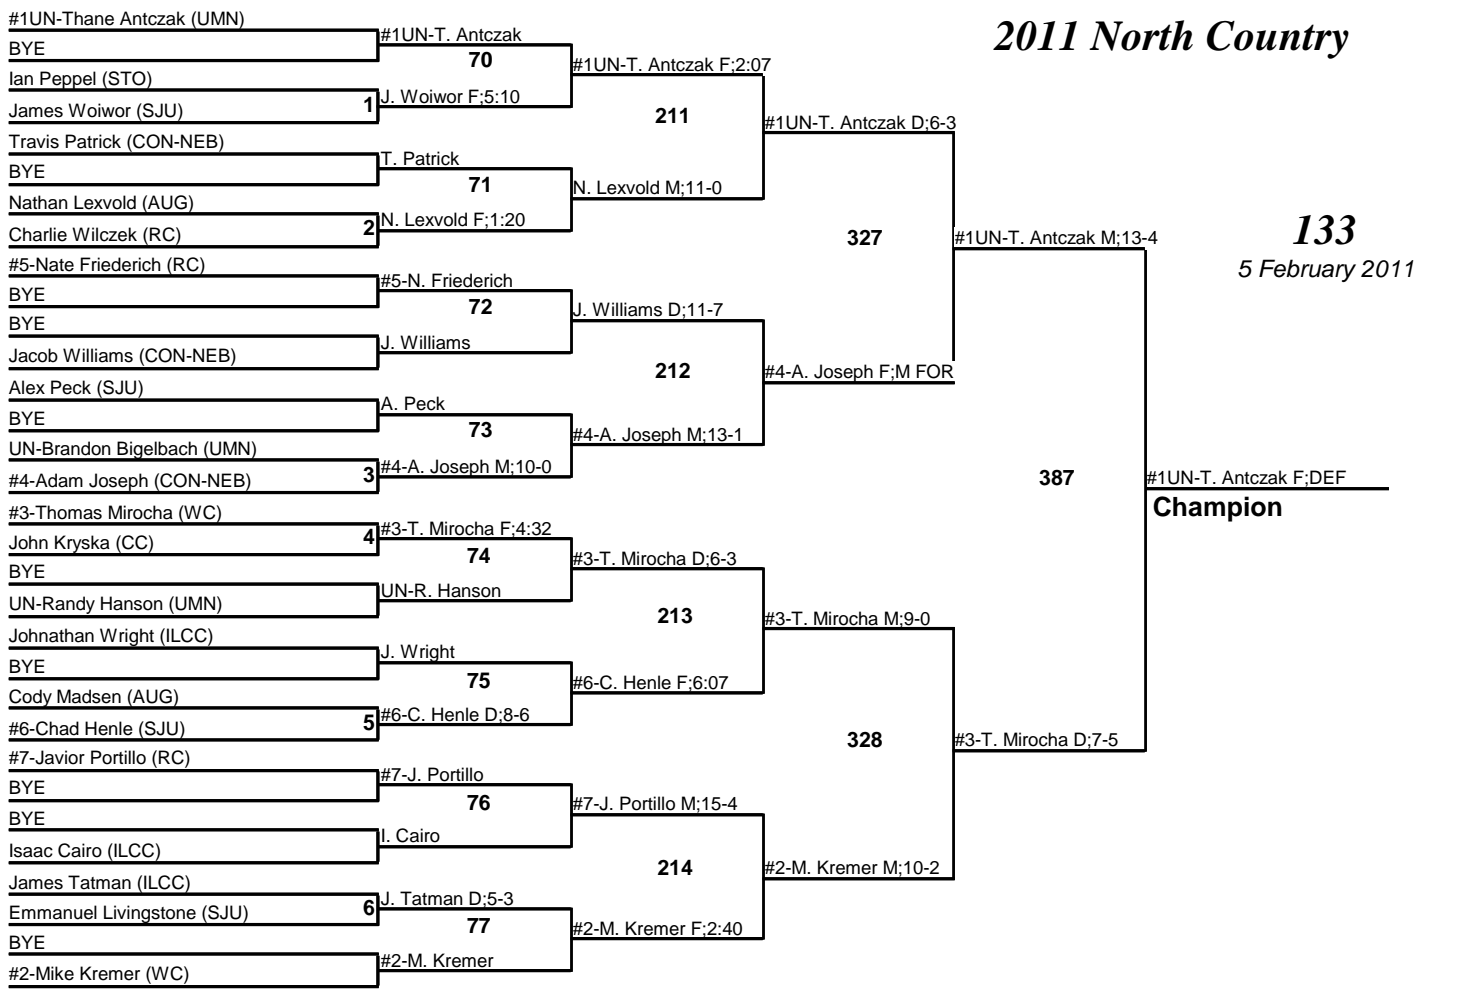 2011 North Country
133
5 February 2011
#1UN-Thane Antczak (UMN)
BYE
Ian Peppel (STO)
James Woiwor (SJU)
1
Travis Patrick (CON-NEB)
BYE
Nathan Lexvold (AUG)
Charlie Wilczek (RC)
2
#5-Nate Friederich (RC)
BYE
BYE
Jacob Williams (CON-NEB)
Alex Peck (SJU)
BYE
UN-Brandon Bigelbach (UMN)
#4-Adam Joseph (CON-NEB)
3
#3-Thomas Mirocha (WC)
John Kryska (CC)
4
BYE
UN-Randy Hanson (UMN)
Johnathan Wright (ILCC)
BYE
Cody Madsen (AUG)
#6-Chad Henle (SJU)
5
#7-Javior Portillo (RC)
BYE
BYE
Isaac Cairo (ILCC)
James Tatman (ILCC)
Emmanuel Livingstone (SJU)
6
BYE
#2-Mike Kremer (WC)
#1UN-T. Antczak
70
J. Woiwor F;5:10
T. Patrick
71
N. Lexvold F;1:20
#5-N. Friederich
72
J. Williams
A. Peck
73
#4-A. Joseph M;10-0
#3-T. Mirocha F;4:32
74
UN-R. Hanson
J. Wright
75
#6-C. Henle D;8-6
#7-J. Portillo
76
I. Cairo
J. Tatman D;5-3
77
#2-M. Kremer
#1UN-T. Antczak F;2:07
211
N. Lexvold M;11-0
J. Williams D;11-7
212
#4-A. Joseph M;13-1
#3-T. Mirocha D;6-3
213
#6-C. Henle F;6:07
#7-J. Portillo M;15-4
214
#2-M. Kremer F;2:40
#1UN-T. Antczak D;6-3
327
#4-A. Joseph F;M FOR
#3-T. Mirocha M;9-0
328
#2-M. Kremer M;10-2
#1UN-T. Antczak M;13-4
387
#3-T. Mirocha D;7-5
#1UN-T. Antczak F;DEF
Champion